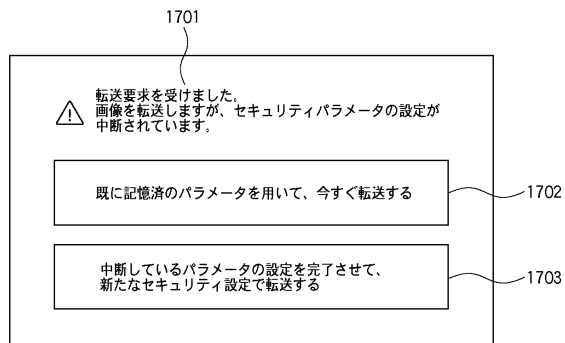 1701
転送要求を受けました。
画像を転送しますが、セキュリティパラメータの設定が
中断されています。
既に記憶済のパラメータを用いて、今すぐ転送する
1702
中断しているパラメータの設定を完了させて、
新たなセキュリティ設定で転送する
1703